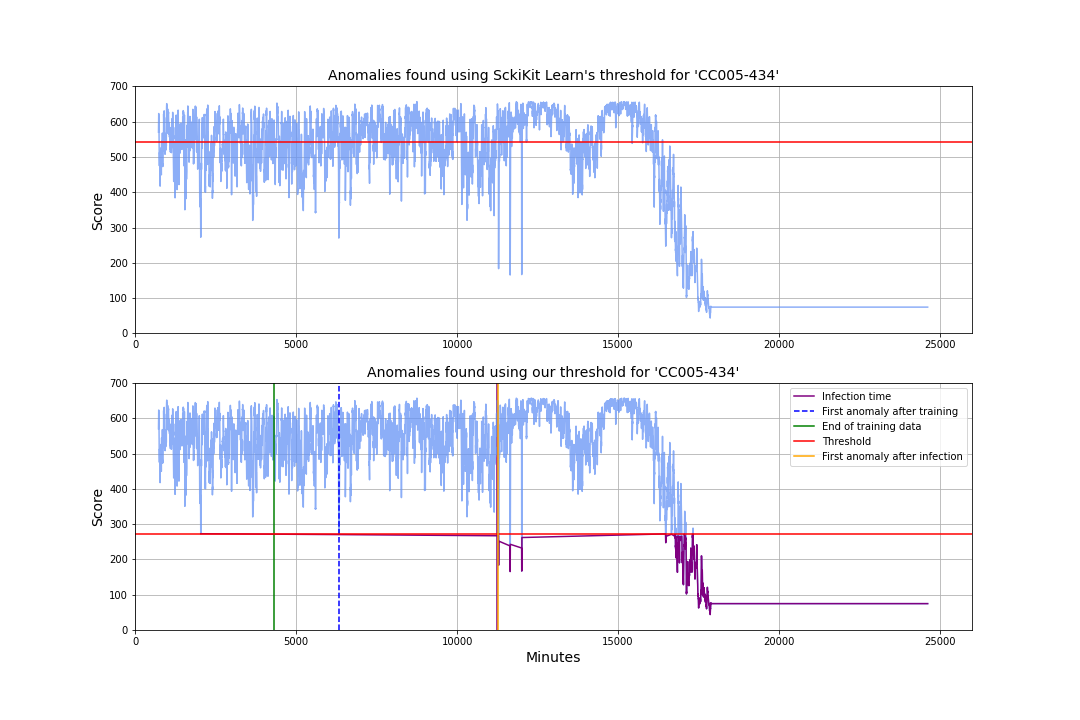 Anomalies found using SckiKit Learn's threshold for 'CC005-434'
700
600
500
400
300
200
100
0
Score
0 5000 10000 15000 20000 25000
Anomalies found using our threshold for 'CC005-434'
700
600
500
400
300
200
100
0
Score
Infection time
First anomaly after training
End of training data
Threshold
First anomaly after infection
0 5000 10000 15000 20000 25000
Minutes